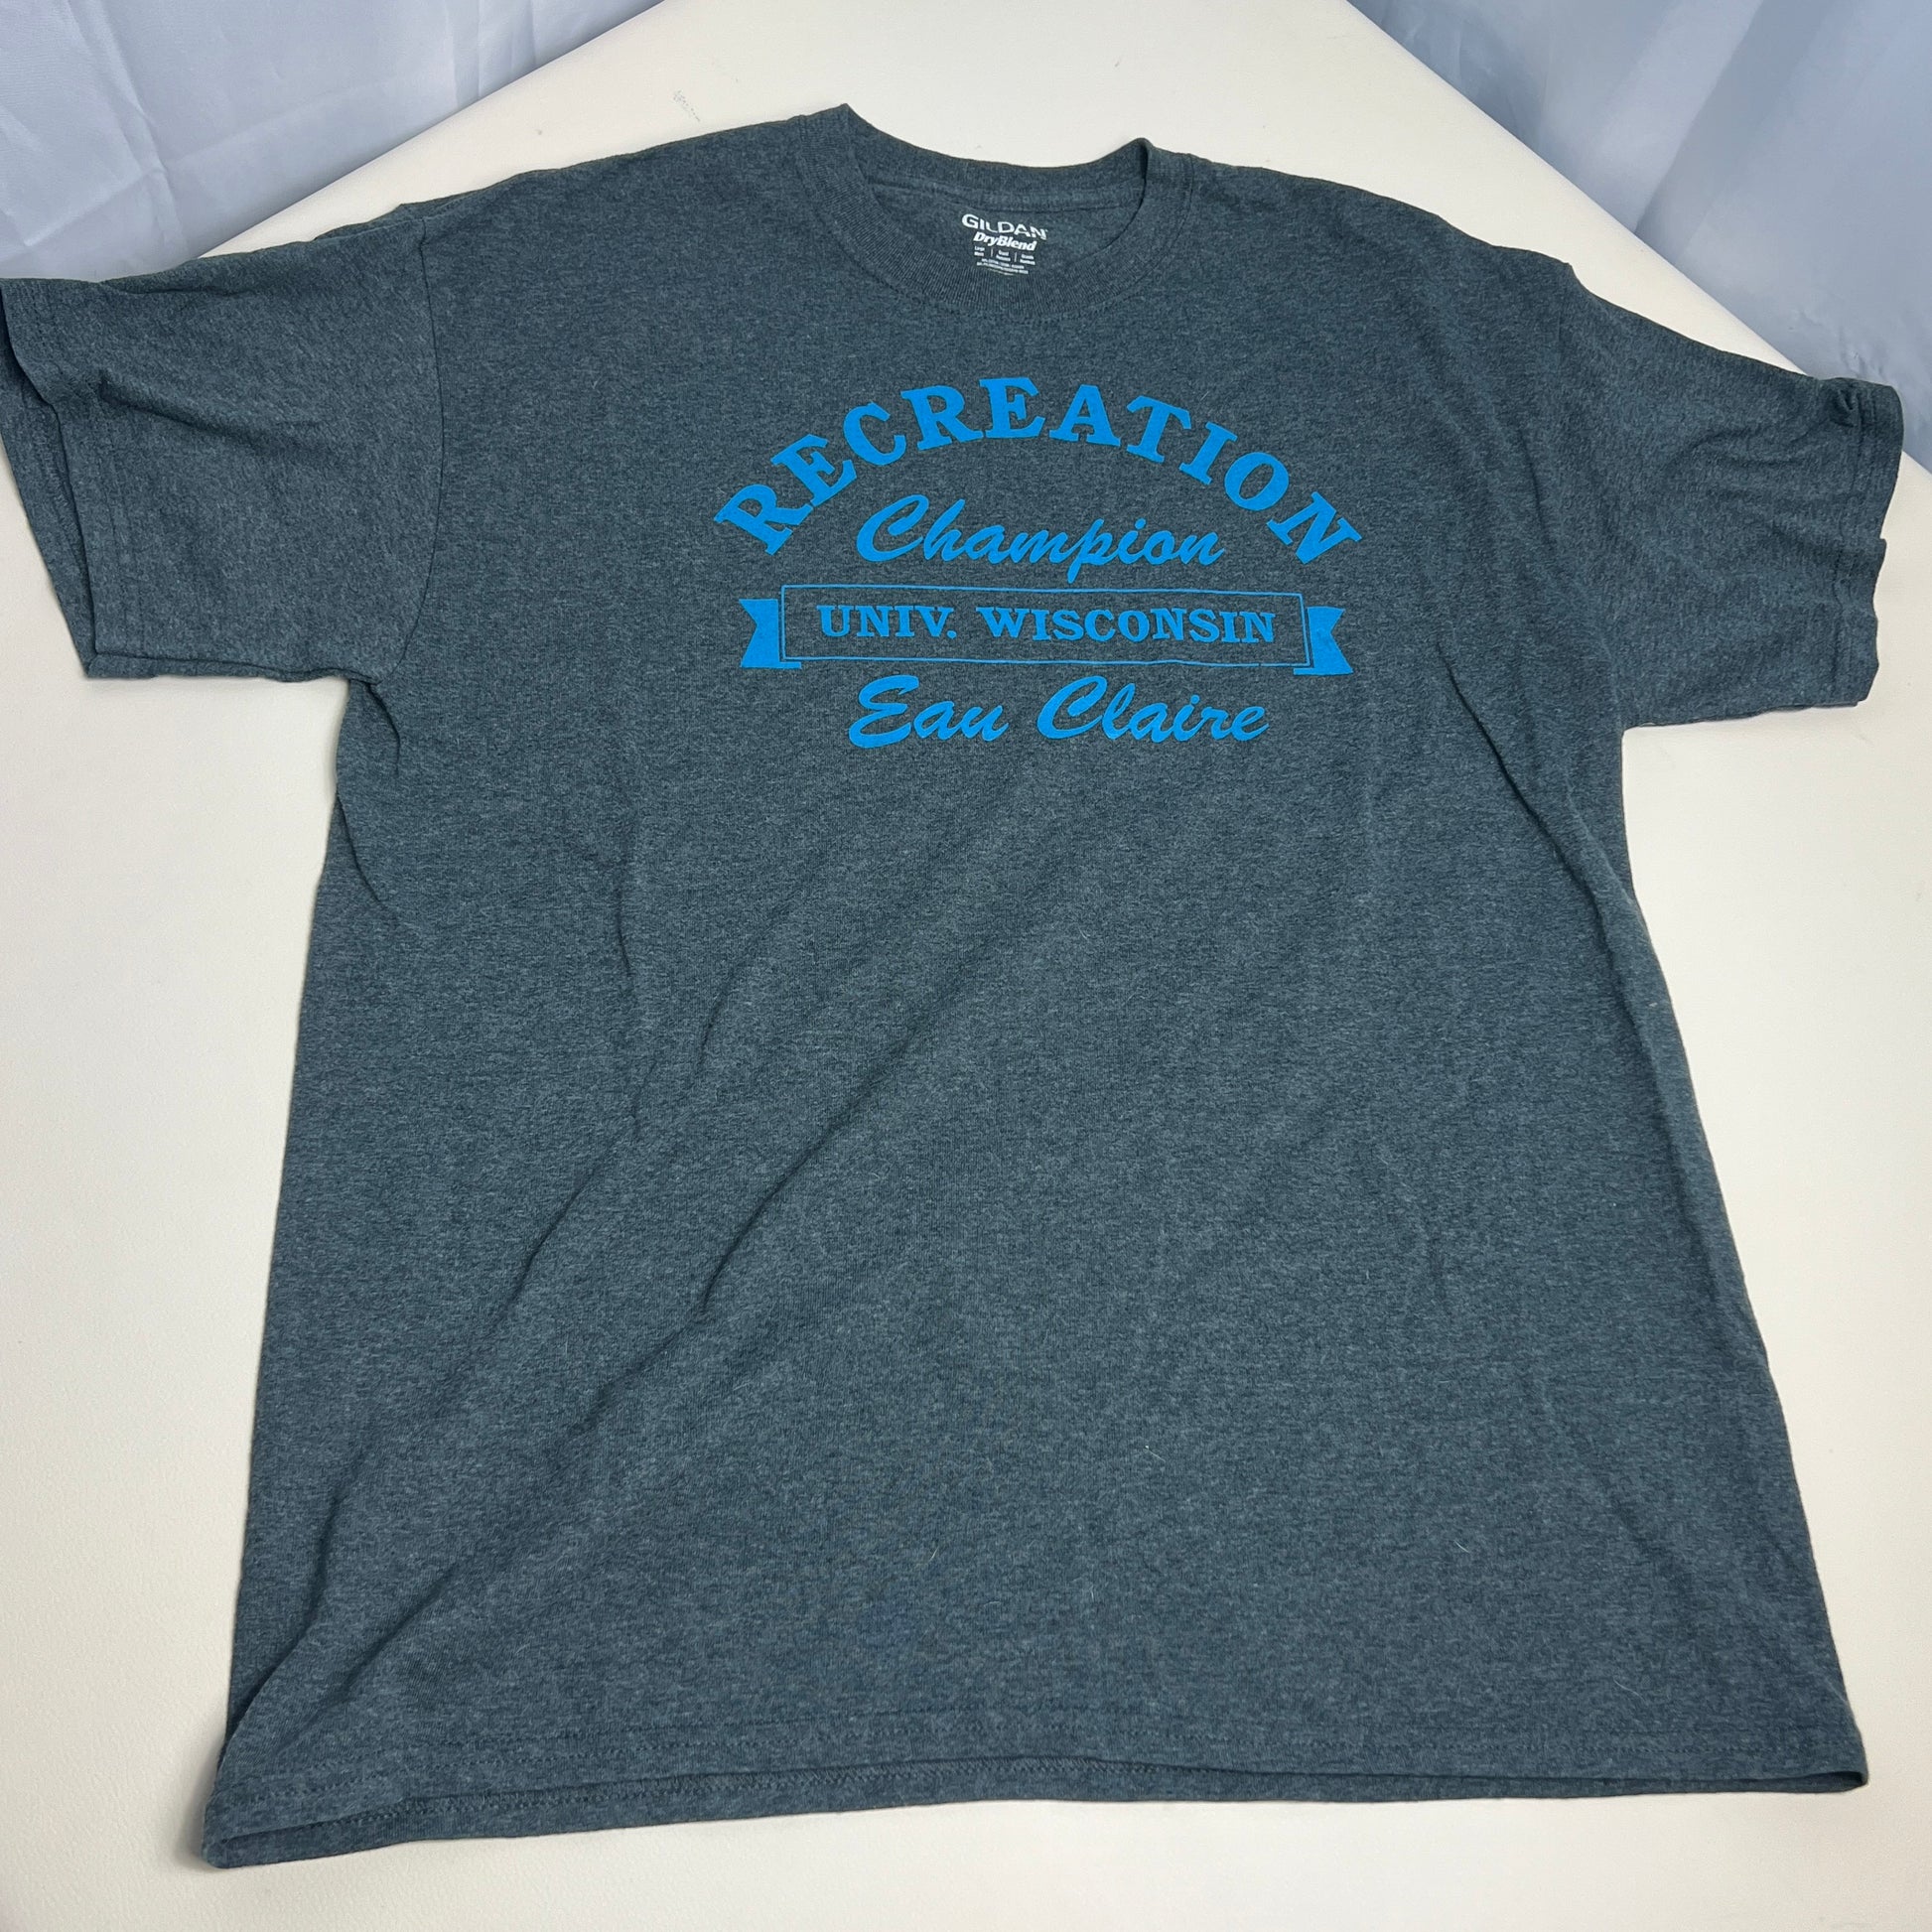 GILDAN
DryBlend
RECREATION
Champion
UNIV. WISCONSIN
Eau Claire